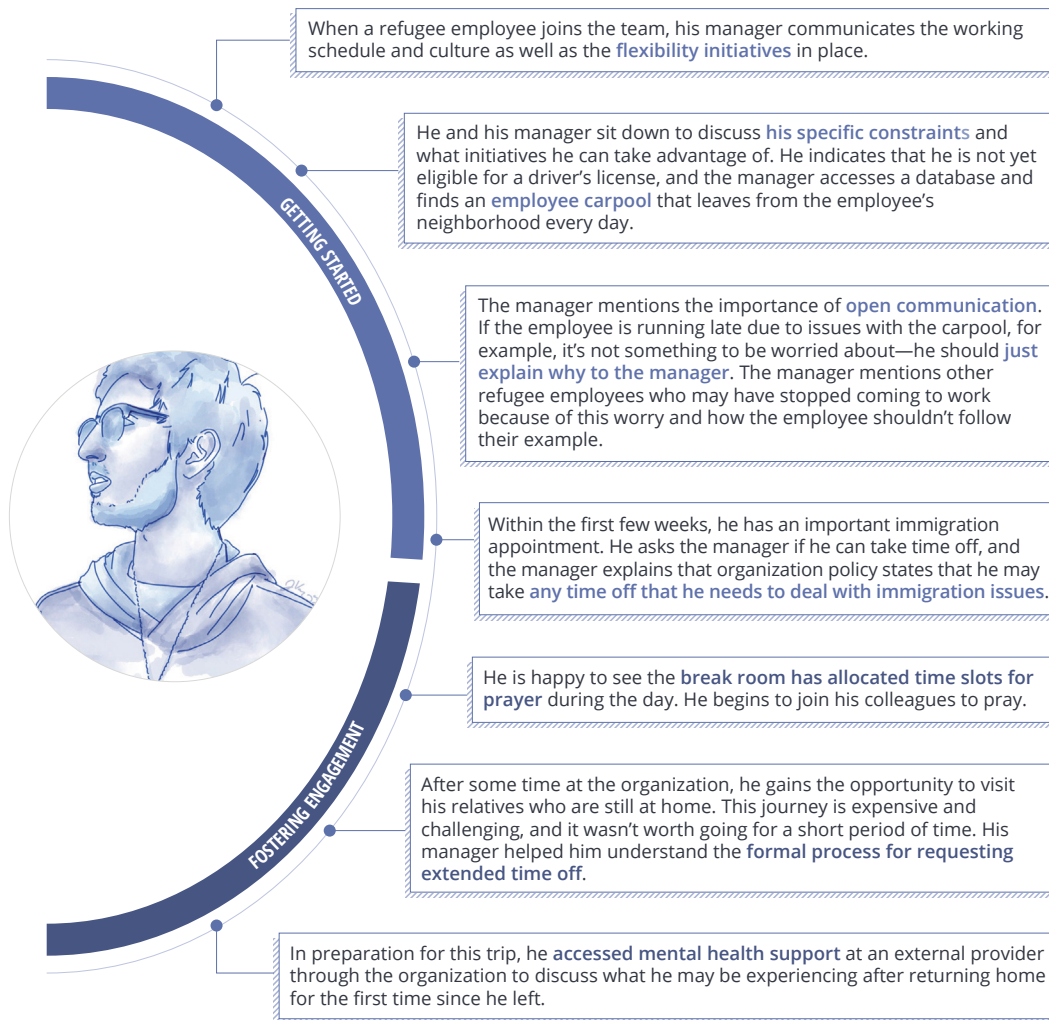 When a refugee employee joins the team, his manager communicates the working
schedule and culture as well as the flexibility initiatives in place.
He and his manager sit down to discuss his specific constraints and
what initiatives he can take advantage of. He indicates that he is not yet
eligible for a driver’s license, and the manager accesses a database and
finds an employee carpool that leaves from the employee’s
neighborhood every day.
GETTING STARTED
The manager mentions the importance of open communication.
If the employee is running late due to issues with the carpool, for
example, it’s not something to be worried about—he should just
explain why to the manager. The manager mentions other
refugee employees who may have stopped coming to work
because of this worry and how the employee shouldn’t follow
their example.
Within the first few weeks, he has an important immigration
appointment. He asks the manager if he can take time off, and
the manager explains that organization policy states that he may
take any time off that he needs to deal with immigration issues.
He is happy to see the break room has allocated time slots for
prayer during the day. He begins to join his colleagues to pray.
FOSTERING ENGAGEMENT
After some time at the organization, he gains the opportunity to visit
his relatives who are still at home. This journey is expensive and
challenging, and it wasn’t worth going for a short period of time. His
manager helped him understand the formal process for requesting
extended time off.
In preparation for this trip, he accessed mental health support at an external provider
through the organization to discuss what he may be experiencing after returning home
for the first time since he left.